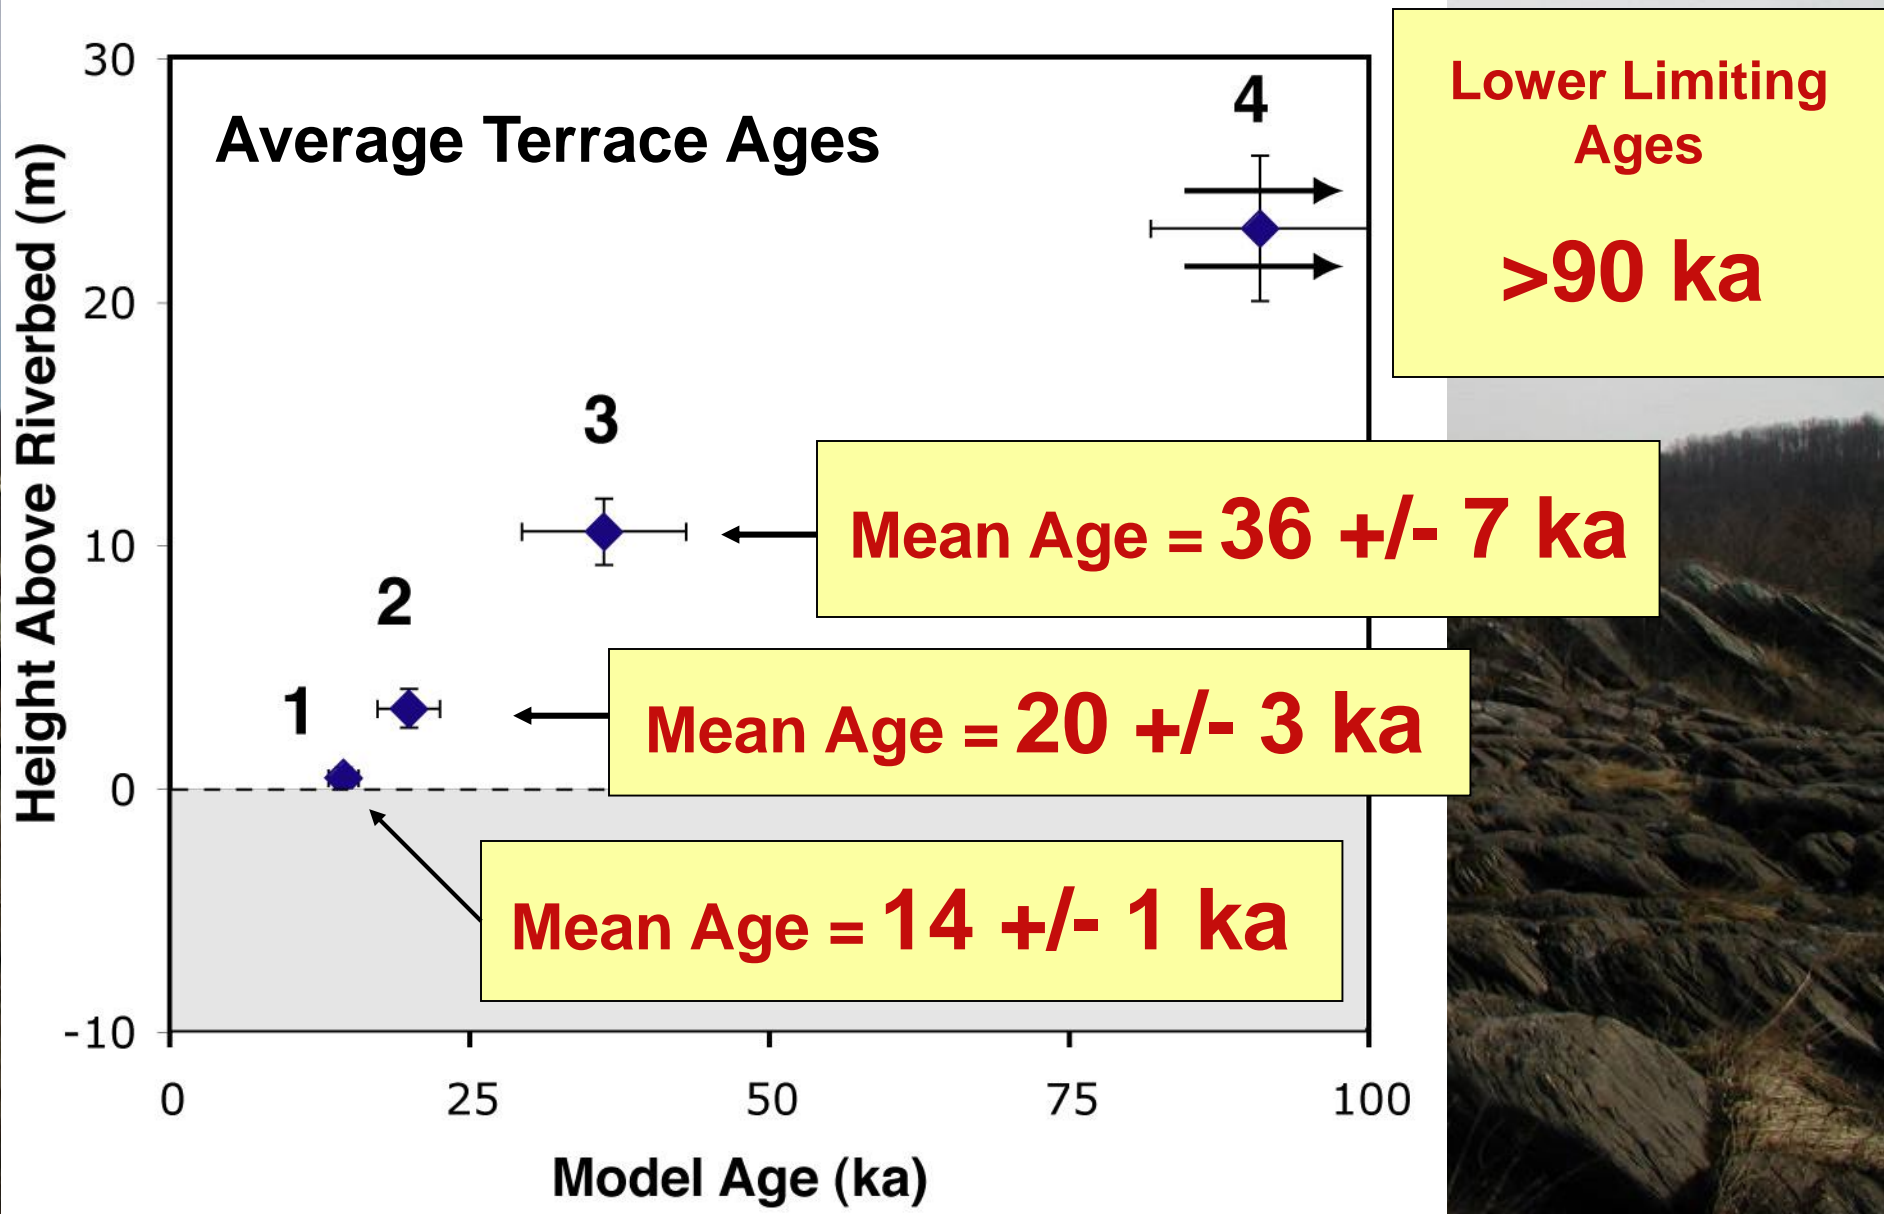 Average Terrace Ages
Lower Limiting
Ages
>90 ka
Height Above Riverbed (m)
30
20
10
0
-10
4
3
2
1
Mean Age = 36 +/- 7 ka
Mean Age = 20 +/- 3 ka
Mean Age = 14 +/- 1 ka
0 25 50 75 100
Model Age (ka)